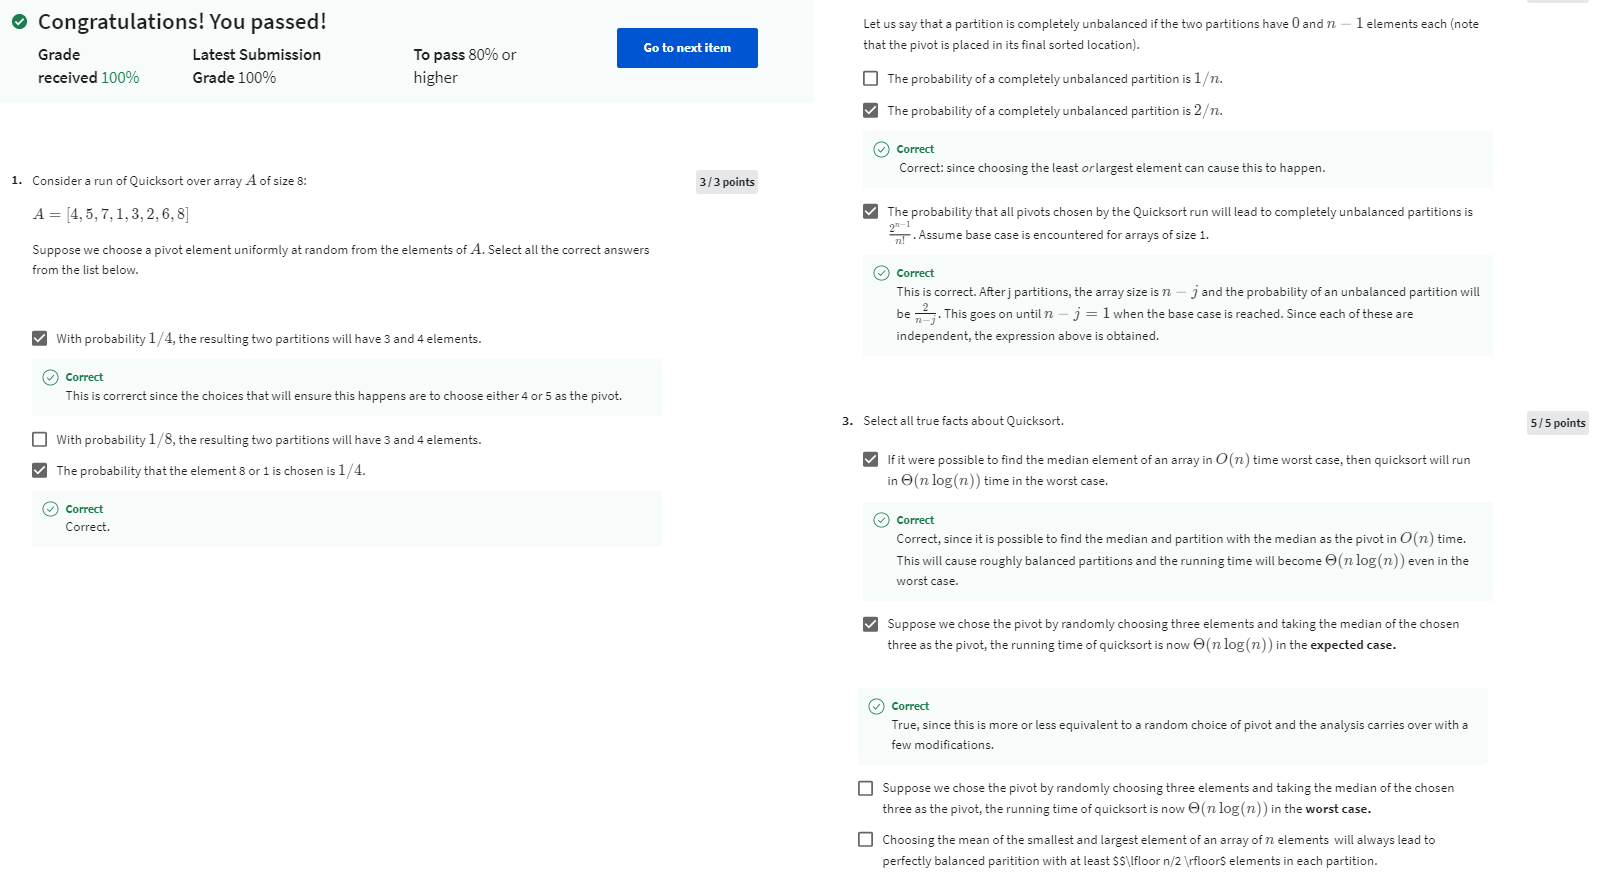 Congratulations! You passed!
Grade
received 100%
Latest Submission
Grade 100%
To pass 80% or
higher
Go to next item
1. Consider a run of Quicksort over array A of size 8:
3 / 3 points
A = [4, 5, 7, 1, 3, 2, 6, 8]
Suppose we choose a pivot element uniformly at random from the elements of A. Select all the correct answers
from the list below.
With probability 1/4, the resulting two partitions will have 3 and 4 elements.
Correct
This is correrct since the choices that will ensure this happens are to choose either 4 or 5 as the pivot.
With probability 1/8, the resulting two partitions will have 3 and 4 elements.
The probability that the element 8 or 1 is chosen is 1/4.
Correct
Correct.
Let us say that a partition is completely unbalanced if the two partitions have 0 and n − 1 elements each (note
that the pivot is placed in its final sorted location).
The probability of a completely unbalanced partition is 1/n.
The probability of a completely unbalanced partition is 2/n.
Correct
Correct: since choosing the least or largest element can cause this to happen.
The probability that all pivots chosen by the Quicksort run will lead to completely unbalanced partitions is
2^{n−1}/n!. Assume base case is encountered for arrays of size 1.
Correct
This is correct. After j partitions, the array size is n − j and the probability of an unbalanced partition will
be 2/(n−j). This goes on until n − j = 1 when the base case is reached. Since each of these are
independent, the expression above is obtained.
3. Select all true facts about Quicksort.
5 / 5 points
If it were possible to find the median element of an array in O(n) time worst case, then quicksort will run
in Θ(n log(n)) time in the worst case.
Correct
Correct, since it is possible to find the median and partition with the median as the pivot in O(n) time.
This will cause roughly balanced partitions and the running time will become Θ(n log(n)) even in the
worst case.
Suppose we chose the pivot by randomly choosing three elements and taking the median of the chosen
three as the pivot, the running time of quicksort is now Θ(n log(n)) in the expected case.
Correct
True, since this is more or less equivalent to a random choice of pivot and the analysis carries over with a
few modifications.
Suppose we chose the pivot by randomly choosing three elements and taking the median of the chosen
three as the pivot, the running time of quicksort is now Θ(n log(n)) in the worst case.
Choosing the mean of the smallest and largest element of an array of n elements will always lead to
perfectly balanced paritition with at least $$\lfloor n/2 \rfloor$ elements in each partition.